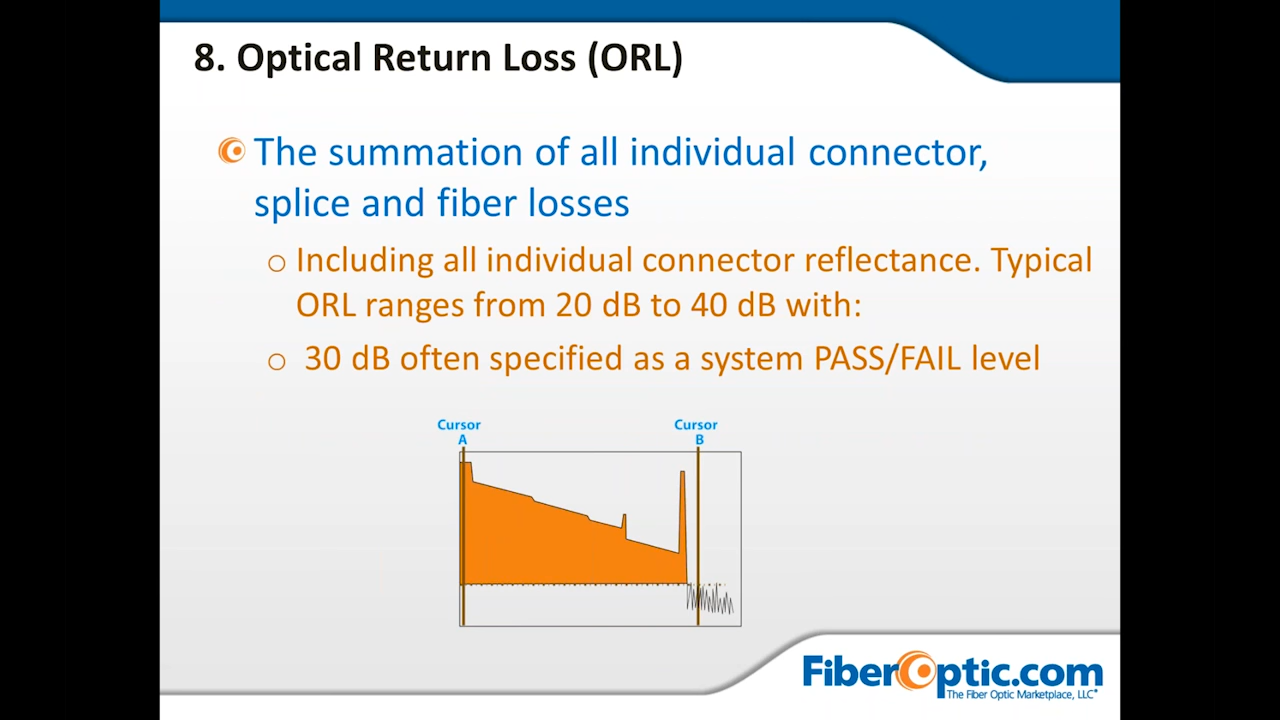 8. Optical Return Loss (ORL)
The summation of all individual connector,
splice and fiber losses
o Including all individual connector reflectance. Typical
ORL ranges from 20 dB to 40 dB with:
o 30 dB often specified as a system PASS/FAIL level
Cursor
A
Cursor
B
FiberOptic.com
The Fiber Optic Marketplace, LLC®